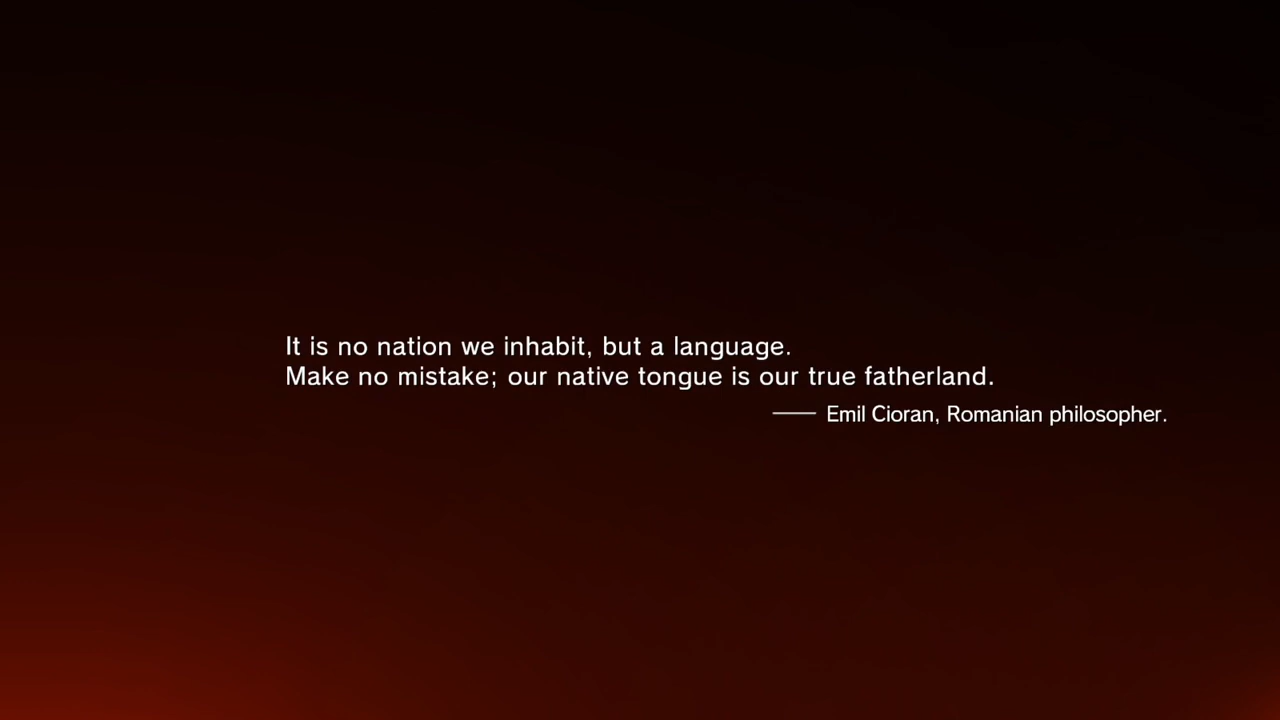 It is no nation we inhabit, but a language.
Make no mistake; our native tongue is our true fatherland.
—— Emil Cioran, Romanian philosopher.